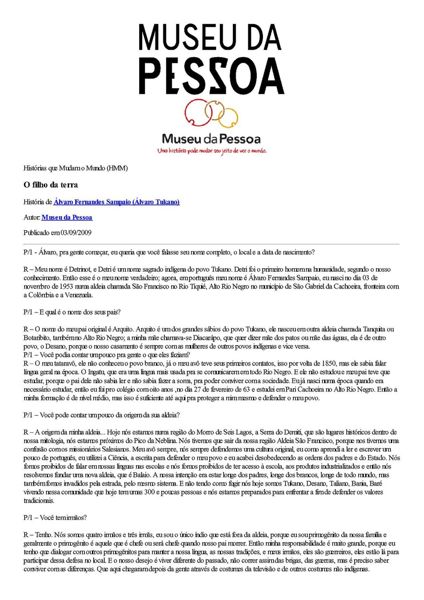 MUSEU DA
PESSOA
Museu da Pessoa
Uma história pode mudar seu jeito de ver o mundo.
Histórias que Mudam o Mundo (HMM)
O filho da terra
História de Álvaro Fernandes Sampaio (Álvaro Tukano)
Autor: Museu da Pessoa
Publicado em 03/09/2009
P/1 - Álvaro, pra gente começar, eu queria que você falasse seu nome completo, o local e a data de nascimento?
R – Meu nome é Detrinot, e Detri é um nome sagrado indígena do povo Tukano. Detri foi o primeiro homem na humanidade, segundo o nosso
conhecimento. Então esse é o meu nome verdadeiro; agora, em português meu nome é Álvaro Fernandes Sampaio, eu nasci no dia 03 de
novembro de 1953 numa aldeia chamada São Francisco no Rio Tiquié, Alto Rio Negro no município de São Gabriel da Cachoeira, fronteira com
a Colômbia e a Venezuela.
P/1 – E qual é o nome dos seus pais?
R – O nome do meu pai original é Arquito. Arquito é um dos grandes sábios do povo Tukano, ele nasceu em outra aldeia chamada Tanquita ou
Botaribito, também no Alto Rio Negro; a minha mãe chamava-se Diacarápo, que quer dizer mãe dos patos ou mãe das águas, ela é de outro
povo, o Desano, porque o nosso casamento é sempre com as mulheres de outros povos indígenas e vice versa.
P/1 – Você podia contar um pouco pra gente o que eles faziam?
R – O meu tataravô, ele não conheceu o povo branco, já o meu avô teve seus primeiros contatos, isso por volta de 1850, mas ele sabia falar
língua geral na época. O Ingatu, que era uma língua mais usada pra se comunicarem em todo Rio Negro. E ele não estudou e meu pai teve que
estudar, porque o pai dele não sabia ler e não sabia fazer a soma, pra poder conviver com a sociedade. Eu já nasci numa época quando era
necessário estudar, então eu fui pro colégio com oito anos ,no dia 27 de fevereiro de 63 e estudei em Pari Cachoeira no Alto Rio Negro. Então a
minha formação é de nível médio, mas isso é suficiente até aqui pra proteger a mim mesmo e defender o meu povo.
P/1 – Você pode contar um pouco da origem da sua aldeia?
R – A origem da minha aldeia... Hoje nós estamos numa região do Morro de Seis Lagos, a Serra do Demiti, que são lugares históricos dentro de
nossa mitologia, nós estamos próximos do Pico da Neblina. Nós tivemos que sair da nossa região Aldeia São Francisco, porque nos tivemos uma
confusão com os missionários Salesianos. Meu avô sempre, nós sempre defendemos uma cultura original, eu como aprendi a ler e escrever um
pouco de português, eu utilizei a Ciência, a escrita para defender o meu povo e eu acabei desobedecendo as ordens dos padres e do Estado. Nós
fomos proibidos de falar em nossas línguas nas escolas e nós fomos proibidos de ter acesso à escola, aos produtos industrializados e então nós
resolvemos fundar uma nova aldeia, que é Balaio. A nossa intenção era estar longe dos padres, longe dos brancos, longe de todo mundo, mas
também fomos invadidos pela estrada, pelo mesmo sistema. E não tendo como fugir nós hoje somos Tukano, Desano, Taliano, Bania, Baré
vivendo nessa comunidade que hoje tem umas 300 e poucas pessoas e nós estamos preparados para enfrentar a fim de defender os valores
tradicionais.
P/1 – Você tem irmãos?
R – Tenho. Nós somos quatro irmãos e três irmãs, eu sou o único índio que está fora da aldeia, porque eu sou primogênito da nossa família e
geralmente o primogênito é aquele que é chefe ou será chefe quando nosso pai morrer. Então minha responsabilidade é muito grande, porque eu
tenho que dialogar com outros primogênitos para manter a nossa língua, as nossas tradições, e meus irmãos, eles são guerreiros, eles estão lá para
participar dessa defesa no local. E o nosso desejo é viver diferente do passado, não correr assim das brigas, das guerras, mas é preciso saber
conviver com as diferenças. Que aqui chegaram depois da gente através de costumes da televisão e de outros costumes não indígenas.